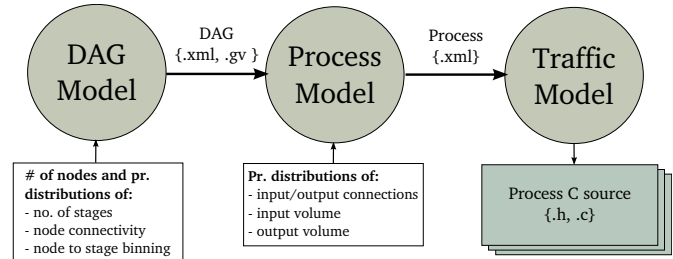 DAG
Model
DAG
{.xml, .gv }
Process
Model
Process
{.xml}
Traffic
Model
# of nodes and pr.
distributions of:
- no. of stages
- node connectivity
- node to stage binning
Pr. distributions of:
- input/output connections
- input volume
- output volume
Process C source
{.h, .c}